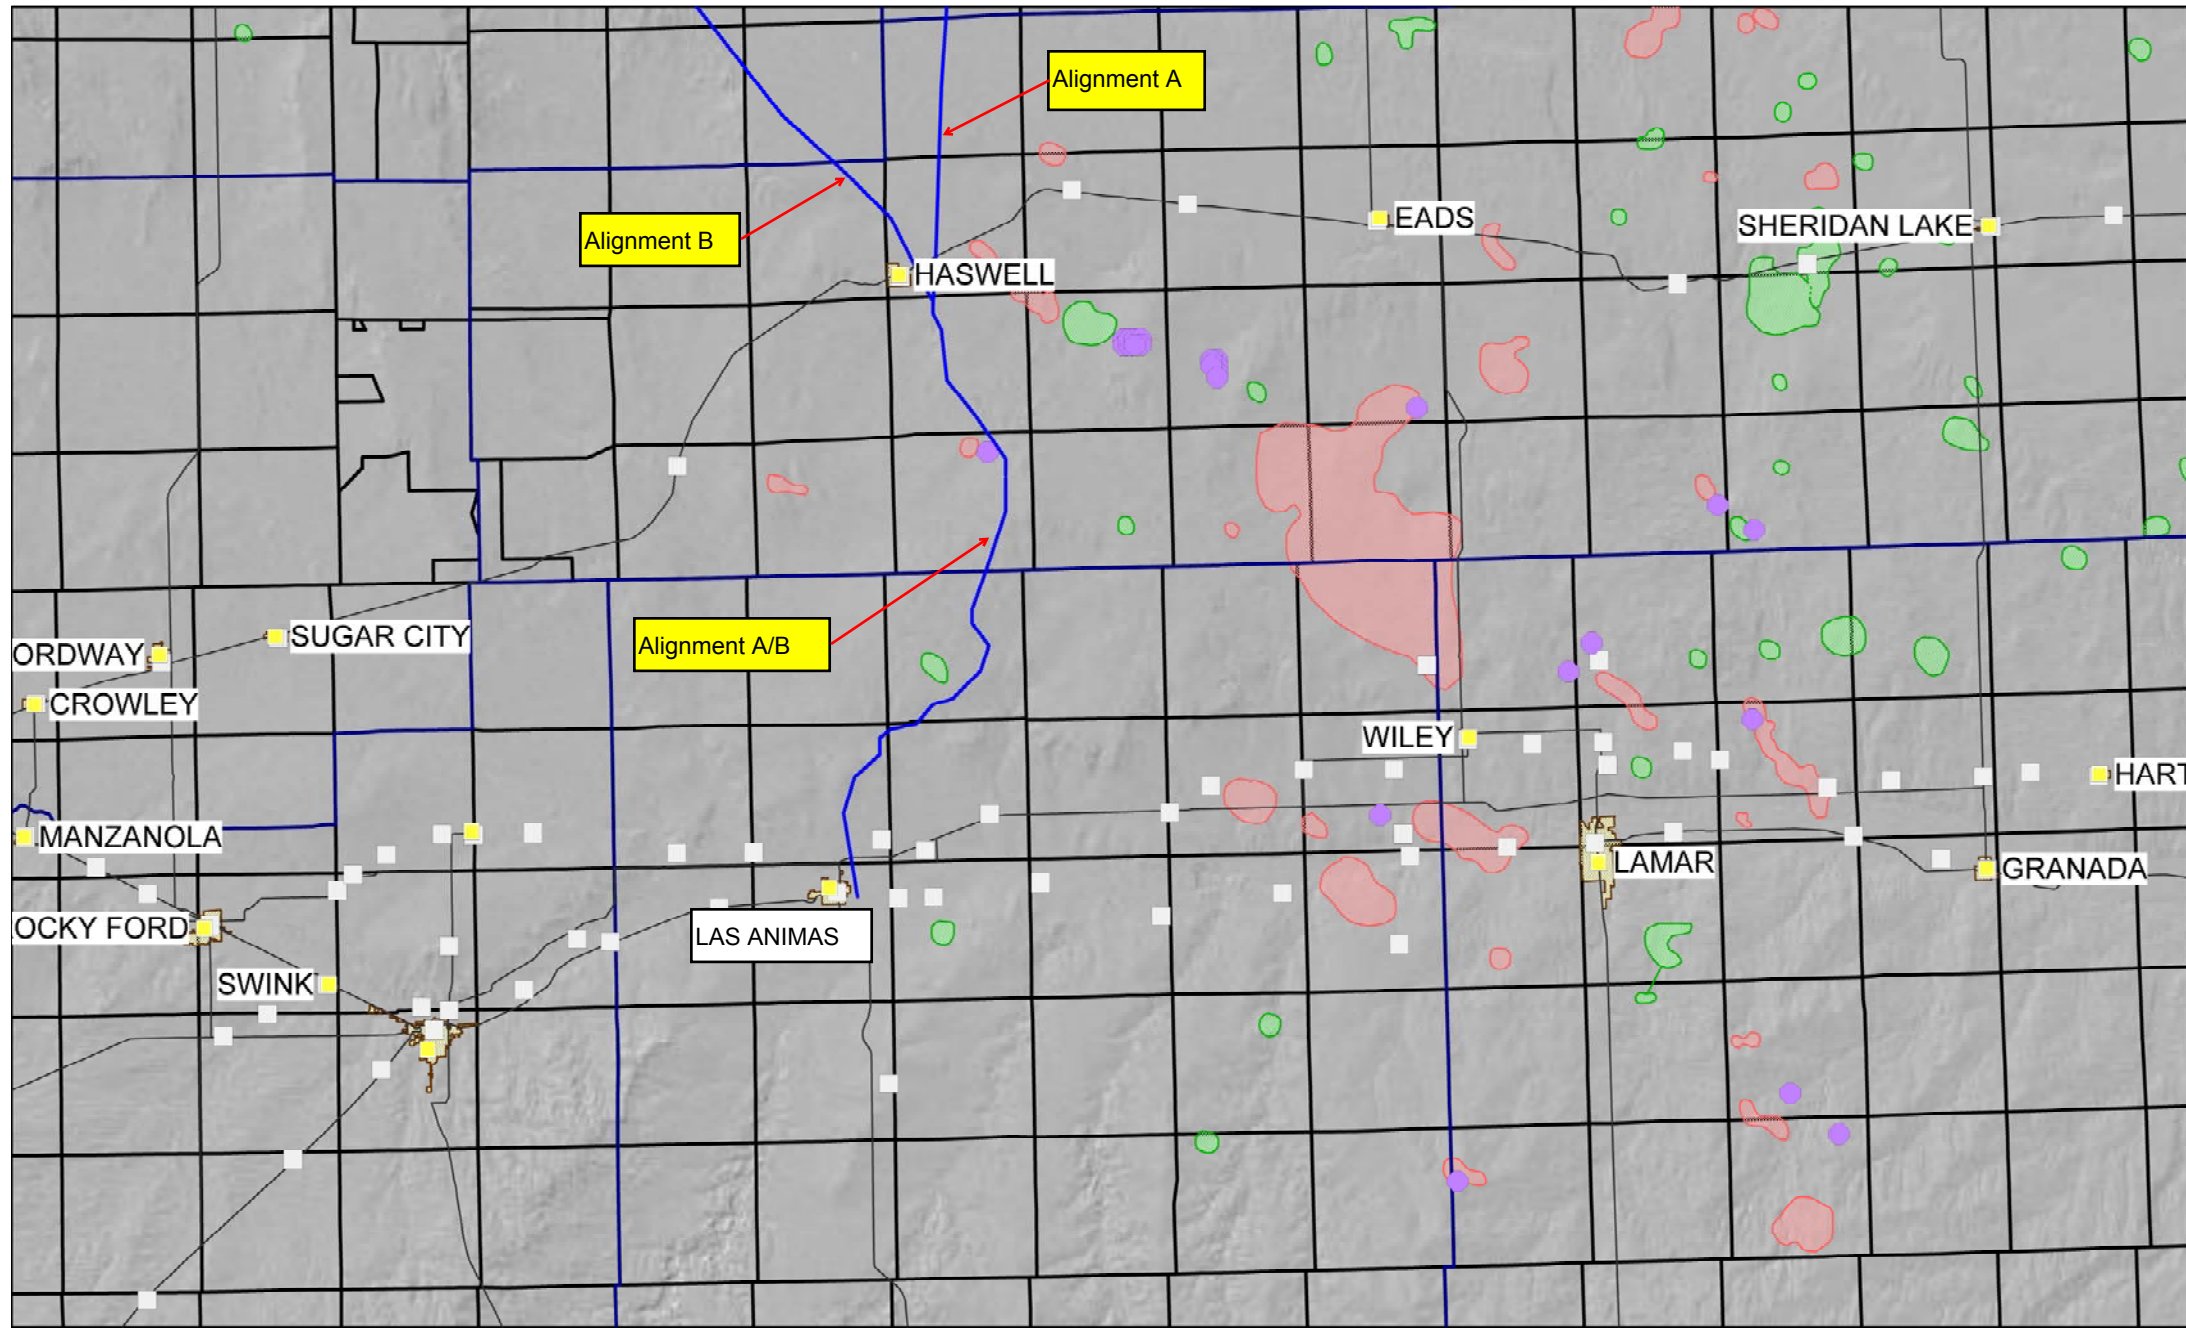 Alignment A
EADS
SHERIDAN LAKE
Alignment B
HASWELL
SUGAR CITY
ORDWAY
Alignment A/B
CROWLEY
WILEY
HART
MANZANOLA
LAMAR
GRANADA
OCKY FORD
LAS ANIMAS
SWINK